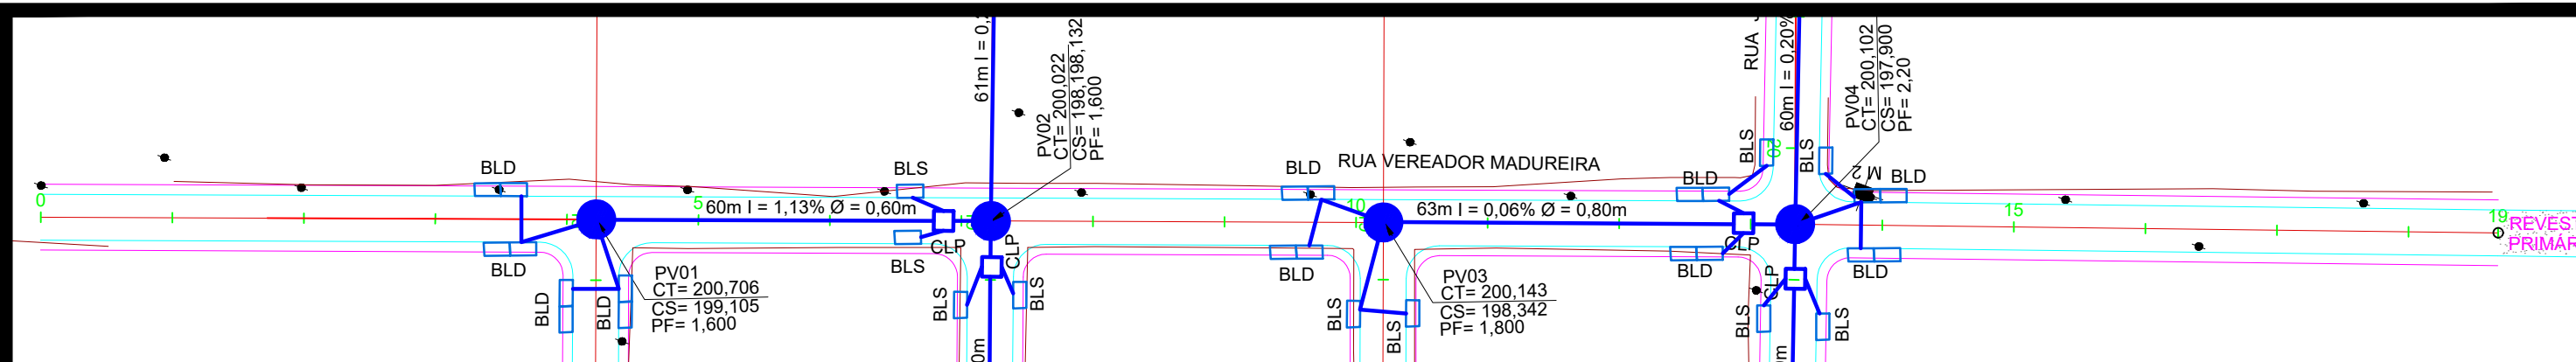 0
BLD
BLD
BLD
BLD
PV01
CT= 200,706
CS= 199,105
PF= 1,600
5
60m I = 1,13% Ø = 0,60m
BLS
BLS
CLP
61m I = 0,
PV02
CT= 200,022
CS= 198,198,132
PF= 1,600
CLP
BLS
BLS
0m
BLD
BLD
10
RUA VEREADOR MADUREIRA
63m I = 0,06% Ø = 0,80m
BLS
BLS
PV03
CT= 200,143
CS= 198,342
PF= 1,800
RUA
BLD
BLD
BLS
BLS
20
60m I = 0,20%
PV04
CT= 200,102
CS= 197,900
PF= 2,20
M 2
BLD
BLD
CLP
CLP
BLS
BLS
m
15
19
REVEST
PRIMÁR